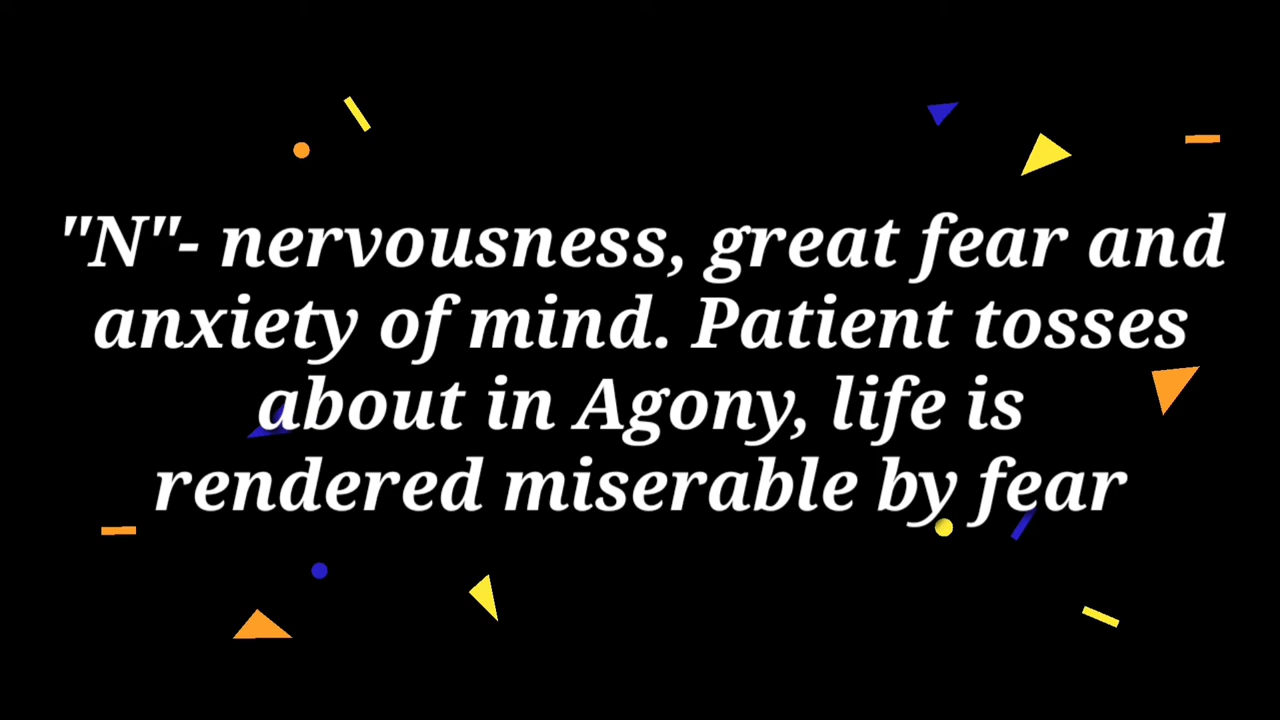 "N"- nervousness, great fear and
anxiety of mind. Patient tosses
about in Agony, life is
rendered miserable by fear